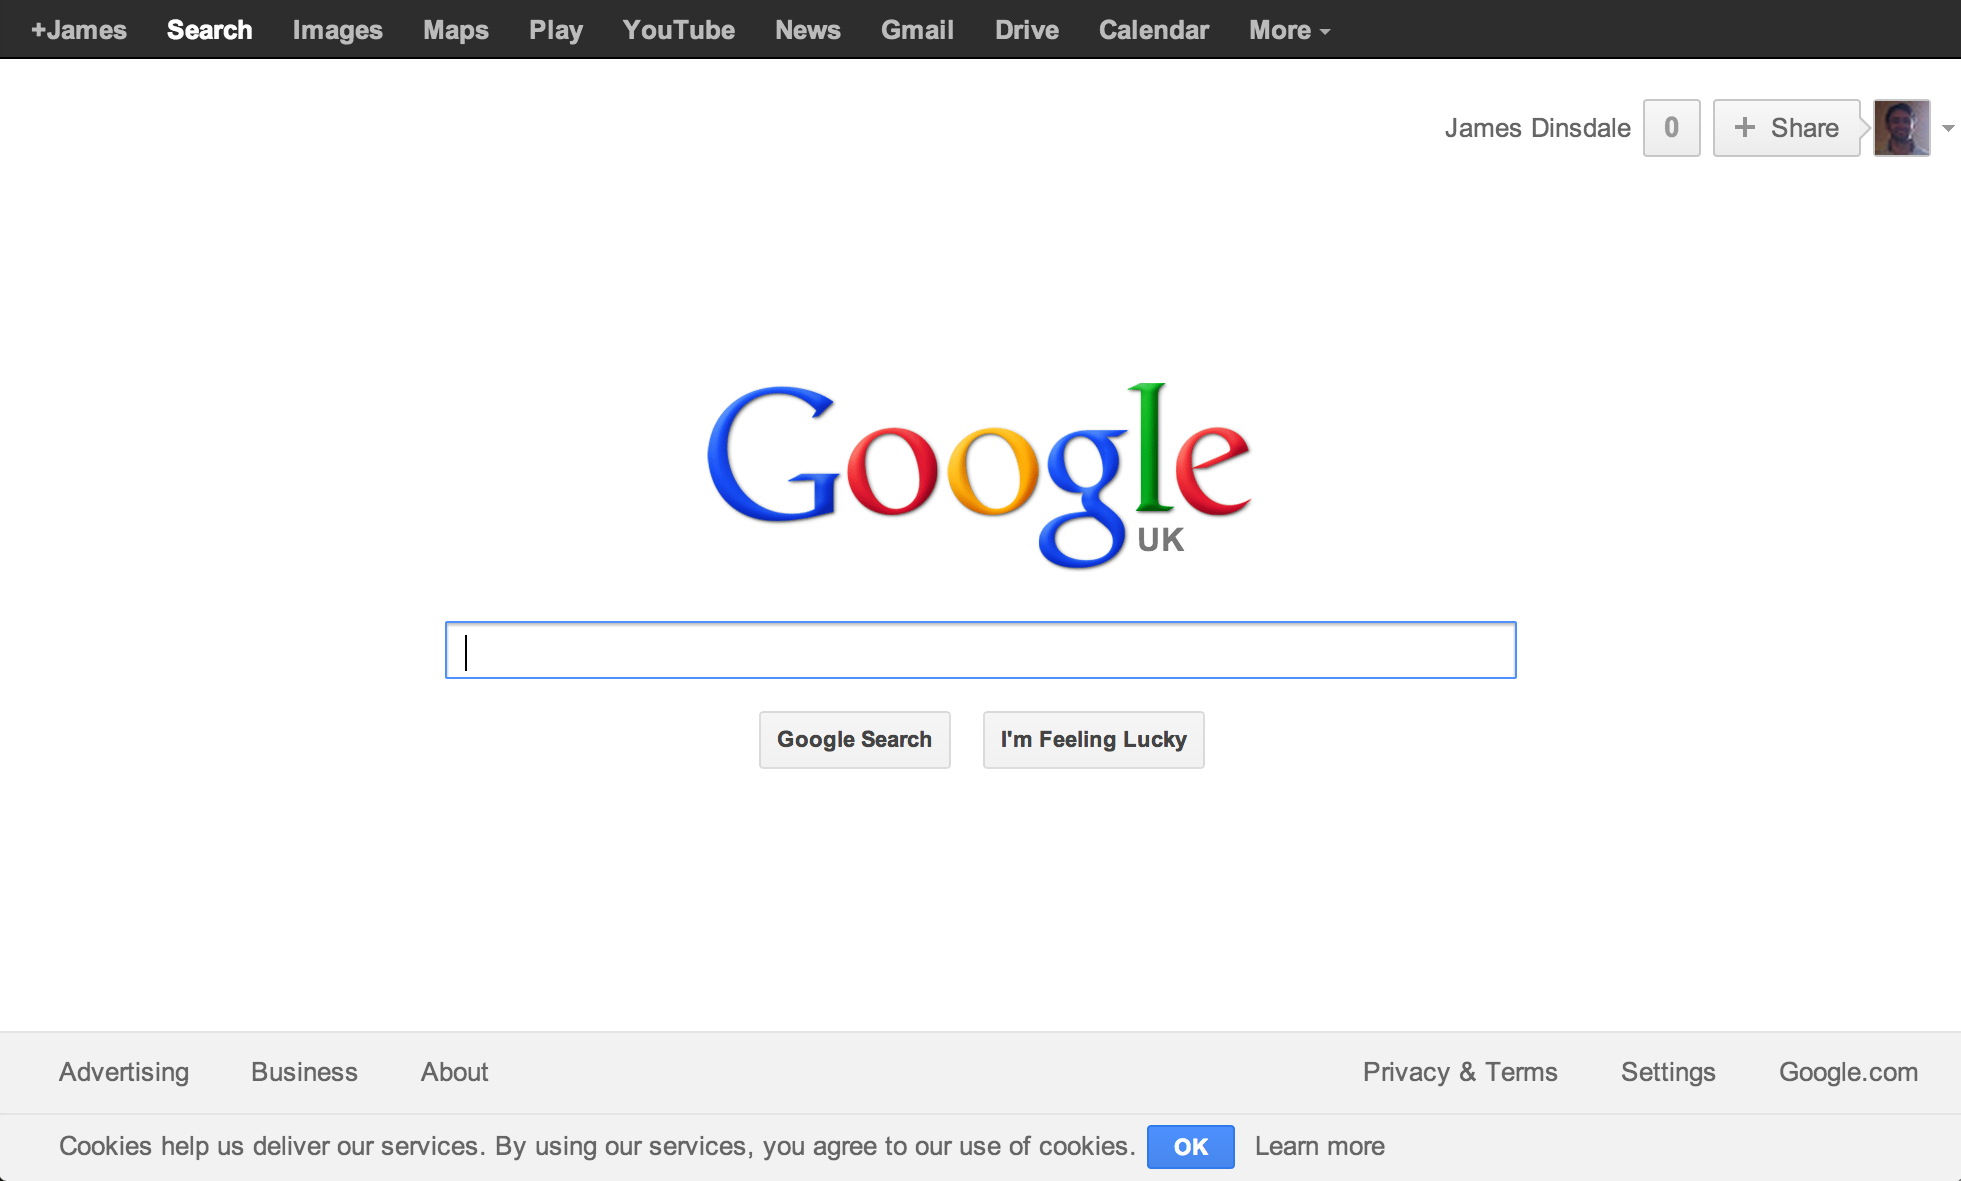 +James Search Images Maps Play YouTube News Gmail Drive Calendar More
James Dinsdale 0 + Share
Google
UK
Google Search I'm Feeling Lucky
Advertising Business About Privacy & Terms Settings Google.com
Cookies help us deliver our services. By using our services, you agree to our use of cookies. OK Learn more